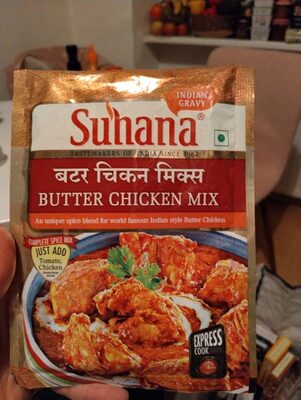 INDIAN
GRAVY
Suhana®
TASTEMAKERS OF INDIA SINCE
बटर चिकन मिक्स
BUTTER CHICKEN MIX
An unique spice blend for world famous Indian style Butter Chicken
COMPLETE SPICE MIX
JUST ADD
Tomato,
Chicken
EXPRESS
COOK